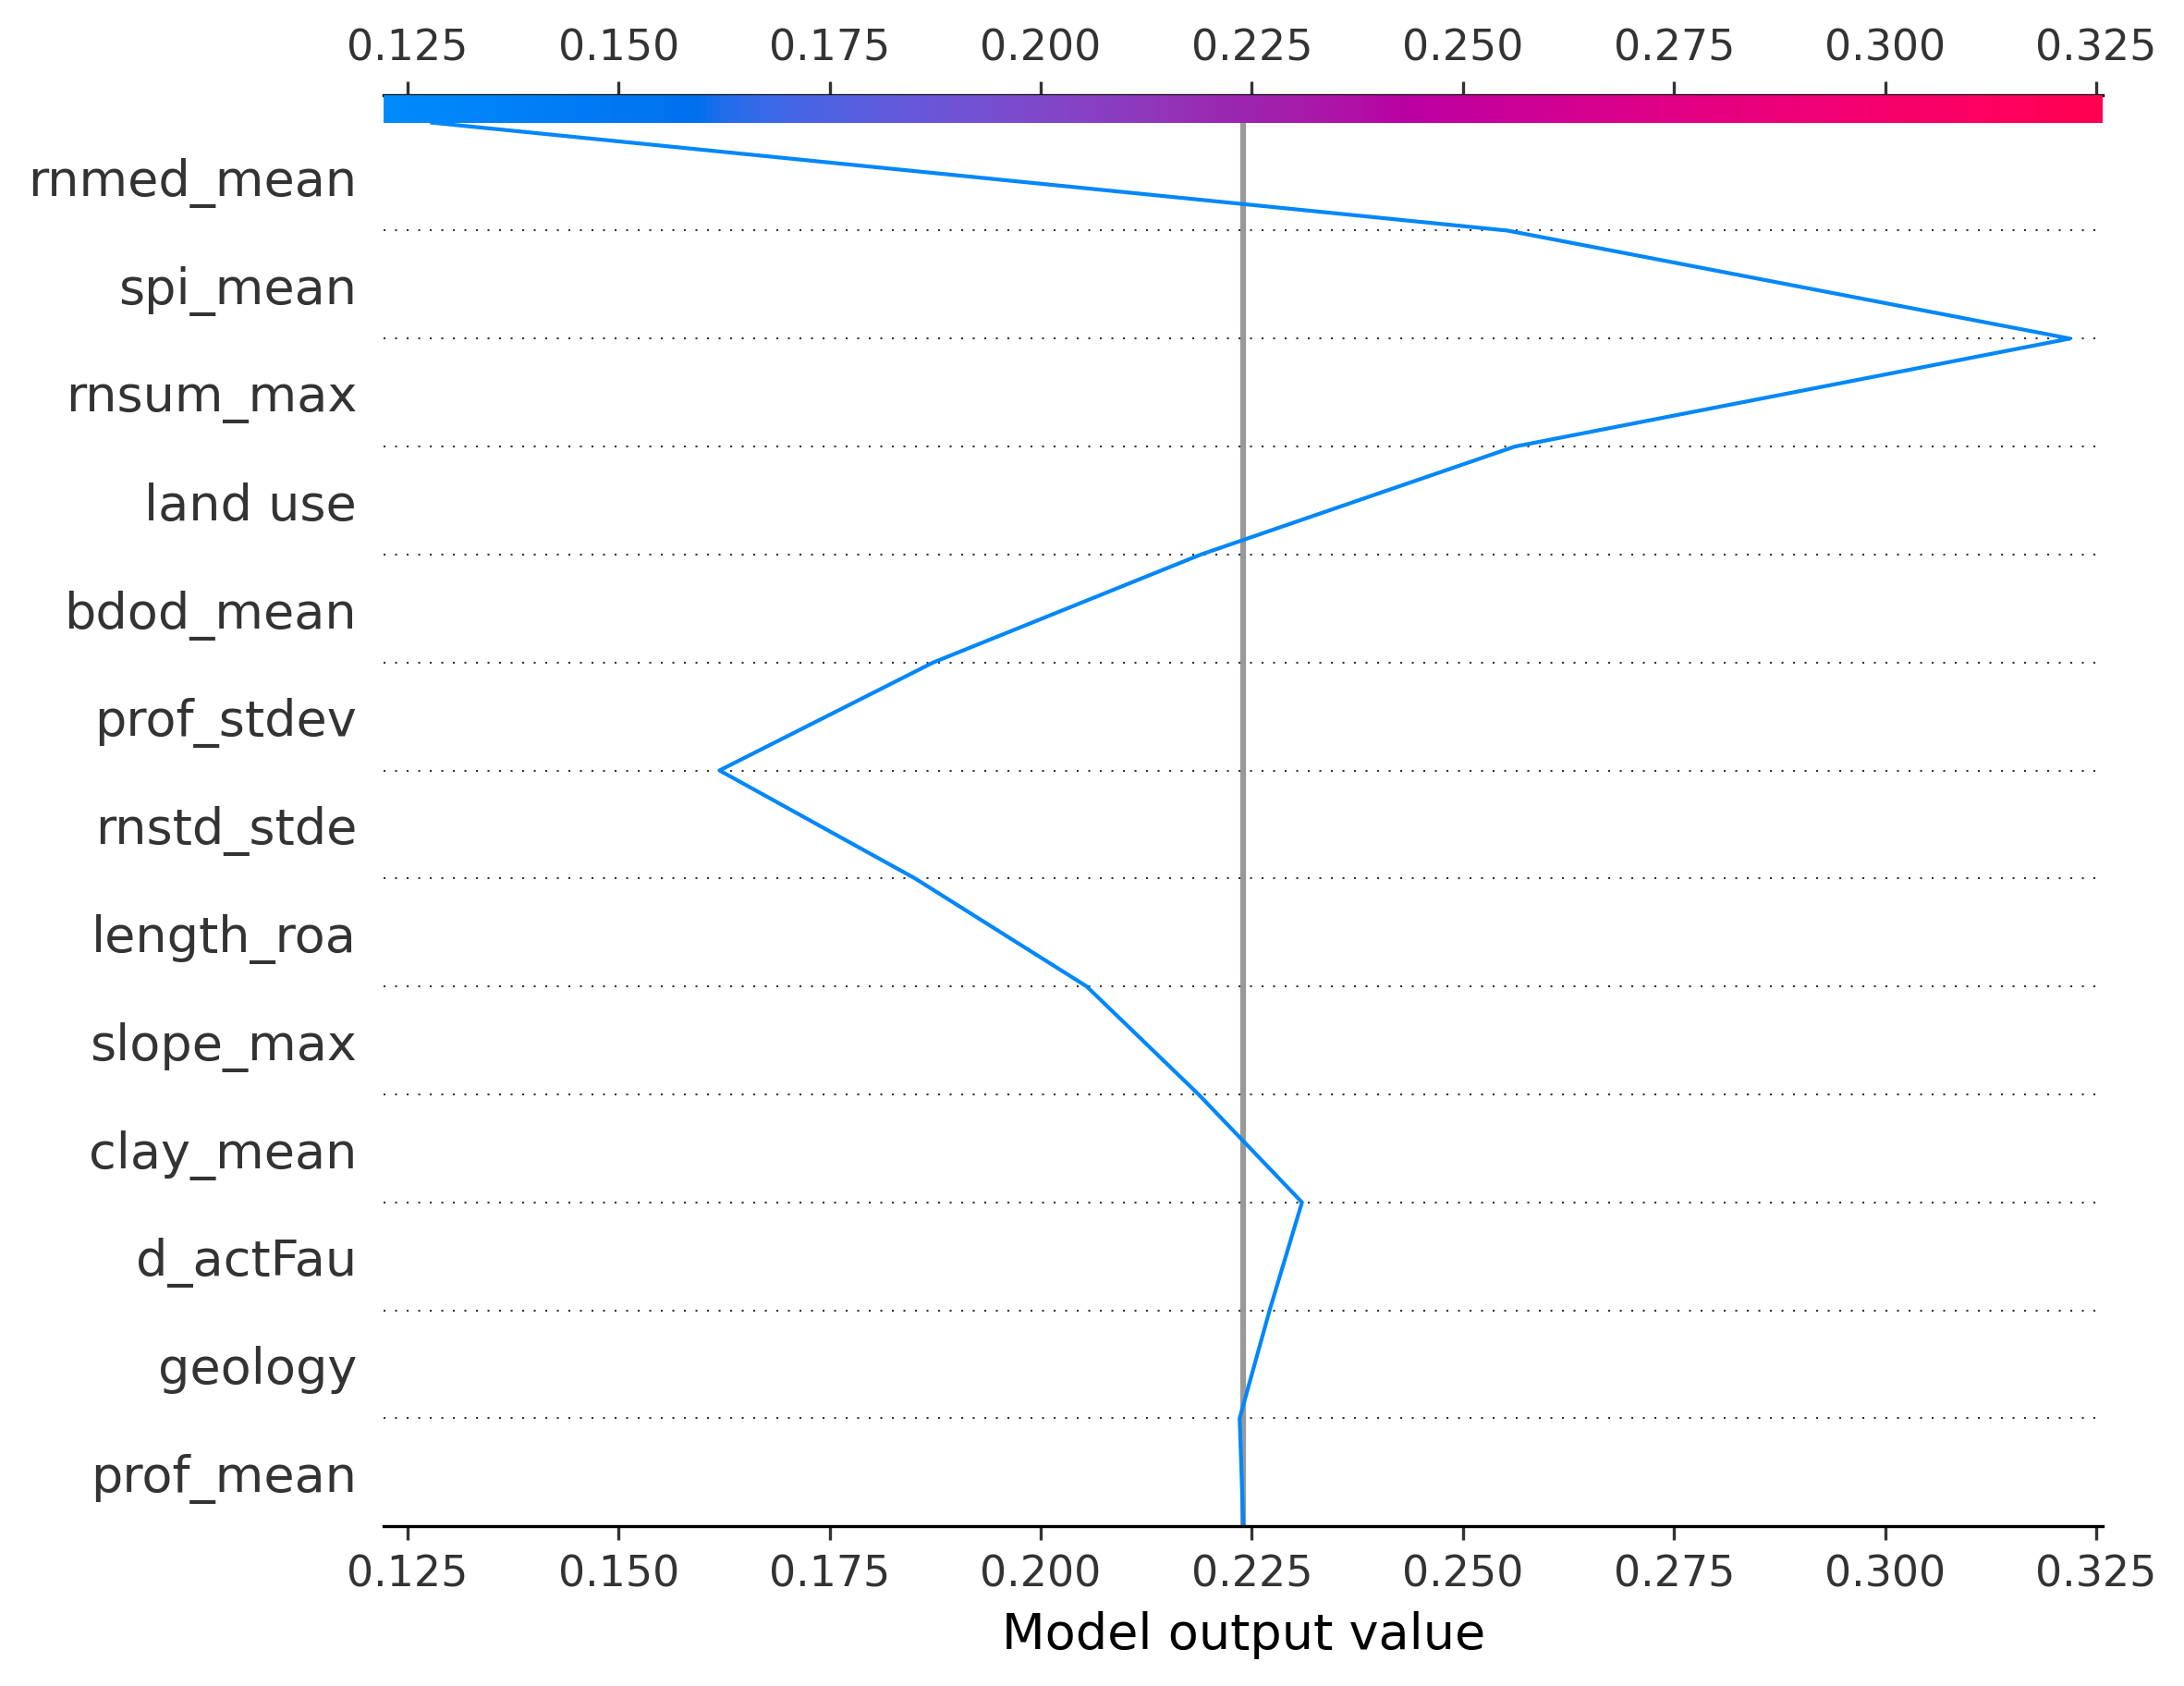 0.125 0.150 0.175 0.200 0.225 0.250 0.275 0.300 0.325
rnmed_mean
spi_mean
rnsum_max
land use
bdod_mean
prof_stdev
rnstd_stde
length_roa
slope_max
clay_mean
d_actFau
geology
prof_mean
0.125 0.150 0.175 0.200 0.225 0.250 0.275 0.300 0.325
Model output value